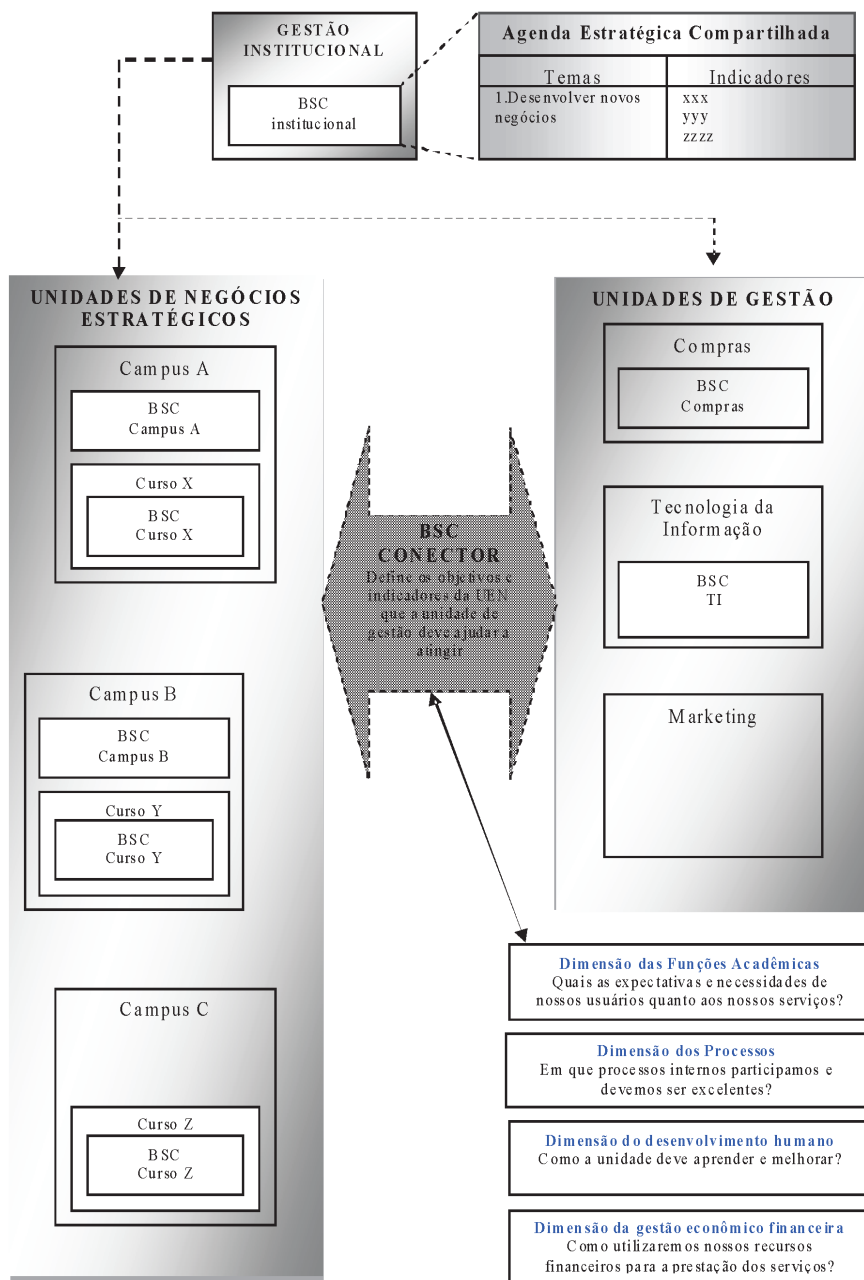 GESTÃO
INSTITUCIONAL
BSC
institucional
Agenda Estratégica Compartilhada
Temas
Indicadores
1.Desenvolver novos
negócios
xxx
yyy
zzzz
UNIDADES DE NEGÓCIOS
ESTRATÉGICOS
Campus A
BSC
Campus A
Curso X
BSC
Curso X
Campus B
BSC
Campus B
Curso Y
BSC
Curso Y
Campus C
Curso Z
BSC
Curso Z
BSC
CONECTOR
Define os objetivos e
indicadores da UEN
que a unidade de
gestão deve ajudar a
atingir
UNIDADES DE GESTÃO
Compras
BSC
Compras
Tecnologia da
Informação
BSC
TI
Marketing
Dimensão das Funções Acadêmicas
Quais as expectativas e necessidades de
nossos usuários quanto aos nossos serviços?
Dimensão dos Processos
Em que processos internos participamos e
devemos ser excelentes?
Dimensão do desenvolvimento humano
Como a unidade deve aprender e melhorar?
Dimensão da gestão econômico financeira
Como utilizaremos nossos recursos
financeiros para a prestação dos serviços?